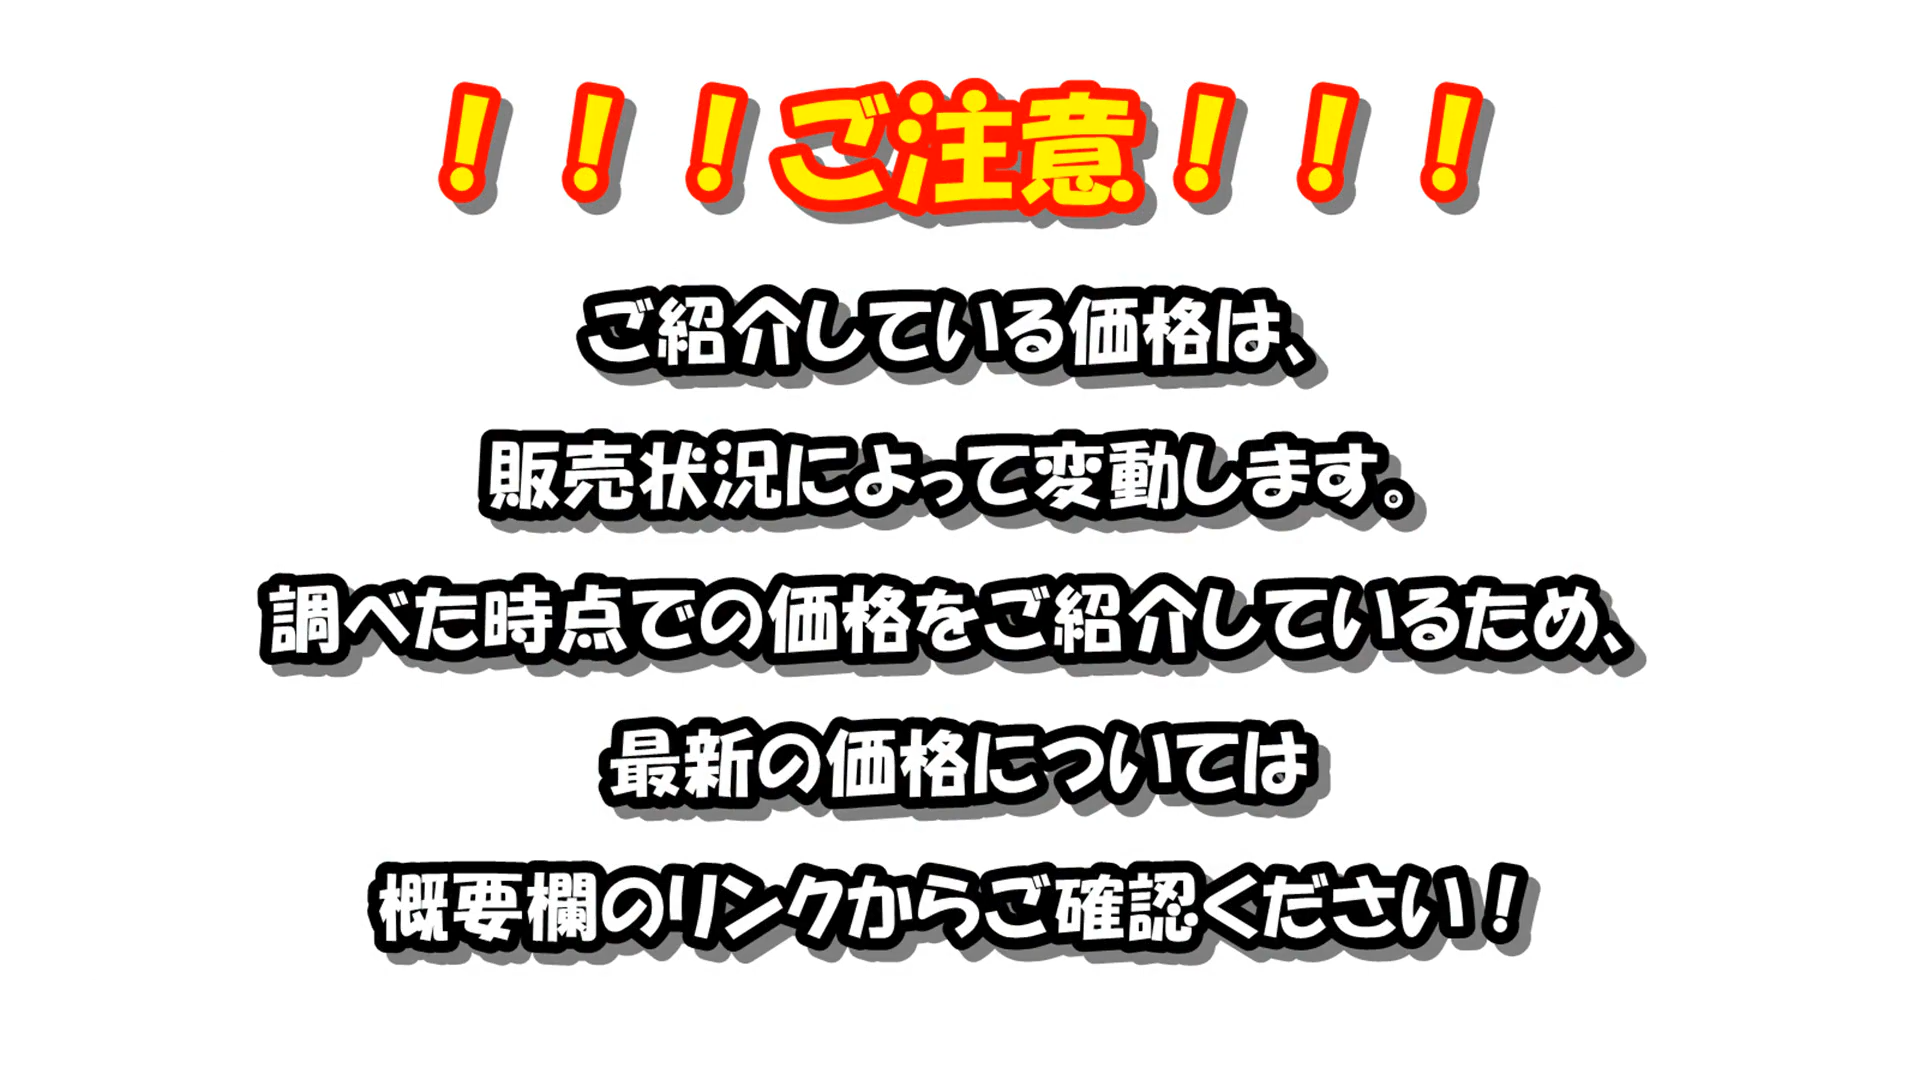 ！！！ご注意！！！
ご紹介している価格は、
販売状況によって変動します。
調べた時点での価格をご紹介しているため、
最新の価格については
概要欄のリンクからご確認ください！